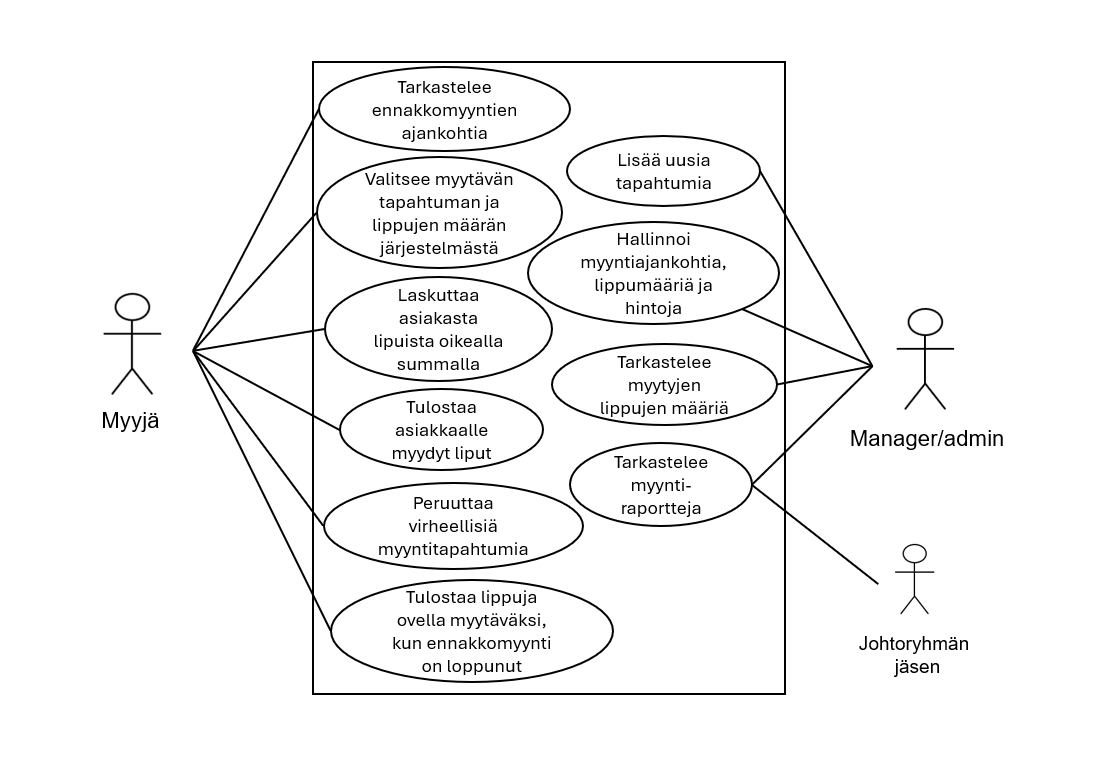 Tarkastelee
ennakkomyyntien
ajankohtia
Valitsee myytävän
tapahtuman ja
lippujen määrän
järjestelmästä
Laskuttaa
asiakasta
lipuista oikealla
summalla
Tulostaa
asiakkaalle
myydyt liput
Peruuttaa
virheellisiä
myyntitapahtumia
Tulostaa lippuja
ovella myytäväksi,
kun ennakkomyynti
on loppunut
Lisää uusia
tapahtumia
Hallinnoi
myyntiajankohtia,
lippumääriä ja
hintoja
Tarkastelee
myytyjen
lippujen määriä
Tarkastelee
myynti-
raportteja
Myyjä
Manager/admin
Johtoryhmän
jäsen